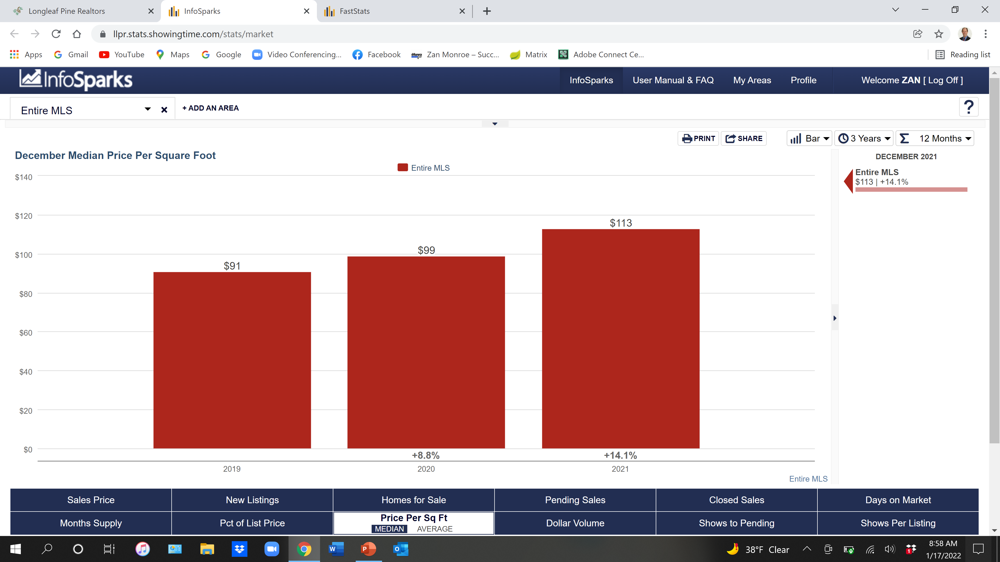 Longleaf Pine Realtors
InfoSparks
FastStats
llpr.stats.showingtime.com/stats/market
Apps
Gmail
YouTube
Maps
Google
Video Conferencing...
Facebook
Monroe
Zan Monroe – Succ...
Matrix
Adobe Connect Ce...
Reading list
InfoSparks
InfoSparks
User Manual & FAQ
My Areas
Profile
Welcome ZAN [ Log Off ]
Entire MLS
+ ADD AN AREA
?
PRINT
SHARE
Bar
3 Years
Σ 12 Months
December Median Price Per Square Foot
Entire MLS
DECEMBER 2021
Entire MLS
$113 | +14.1%
$140
$120
$100
$80
$60
$40
$20
$0
$91
$99
$113
+8.8%
+14.1%
2019
2020
2021
Entire MLS
Sales Price
New Listings
Homes for Sale
Pending Sales
Closed Sales
Days on Market
Months Supply
Pct of List Price
Price Per Sq Ft
MEDIAN AVERAGE
Dollar Volume
Shows to Pending
Shows Per Listing
W
P
O
38°F Clear
1
8:58 AM
1/17/2022